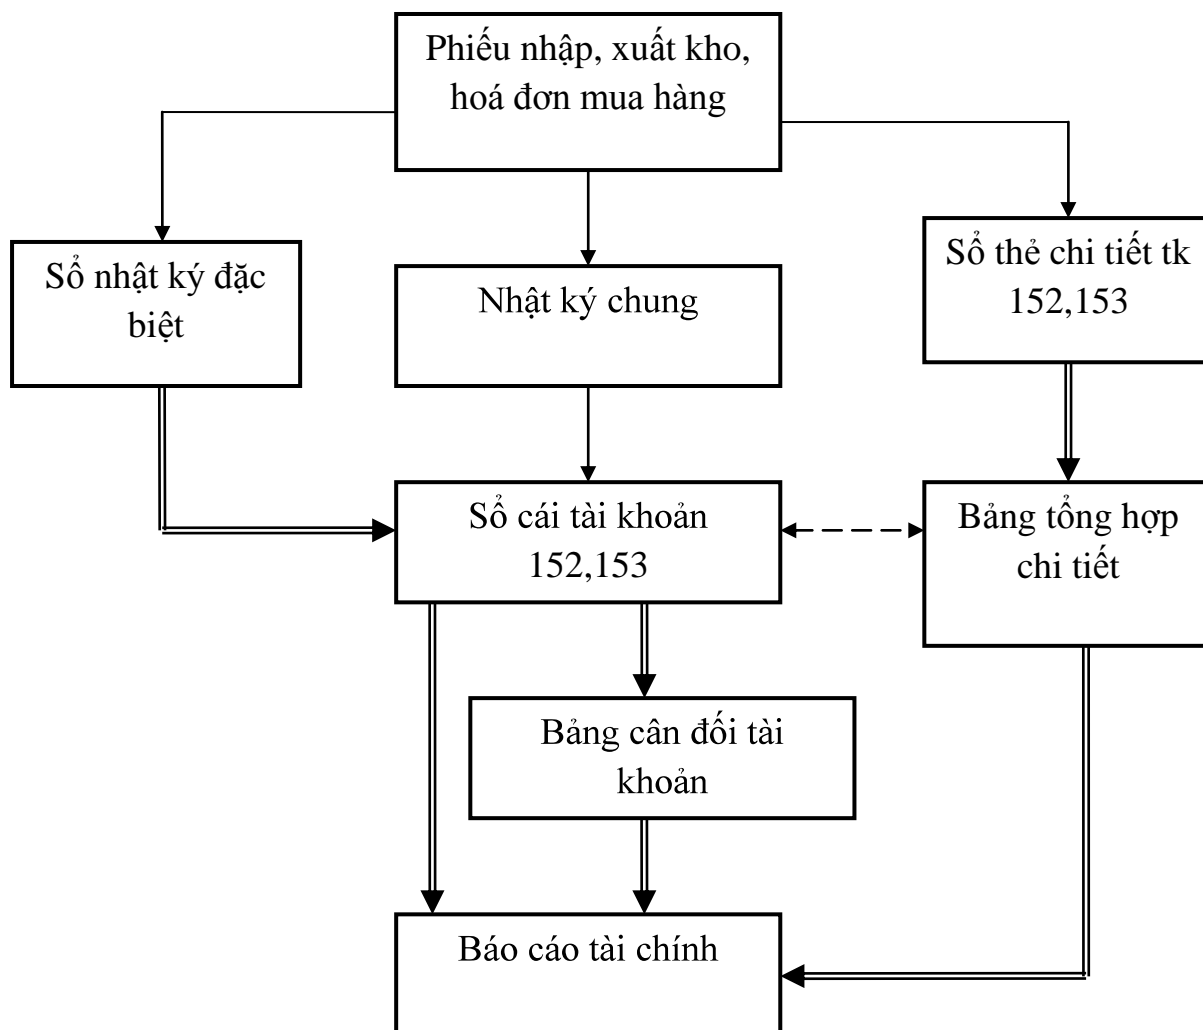 Phiếu nhập, xuất kho,
hoá đơn mua hàng
Sổ nhật ký đặc
biệt
Nhật ký chung
Sổ thẻ chi tiết tk
152,153
Sổ cái tài khoản
152,153
Bảng tổng hợp
chi tiết
Bảng cân đối tài
khoản
Báo cáo tài chính